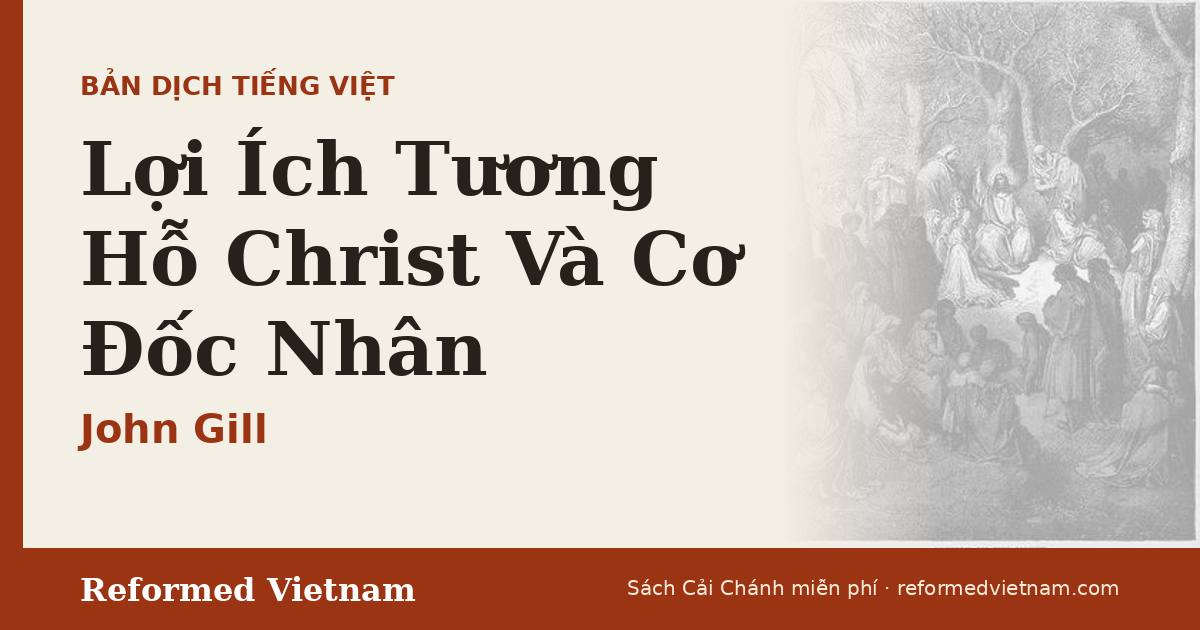 BẢN DỊCH TIẾNG VIỆT
Lợi Ích Tương
Hỗ Christ Và Cơ
Đốc Nhân
John Gill
Reformed Vietnam
Sách Cải Chánh miễn phí · reformedvietnam.com